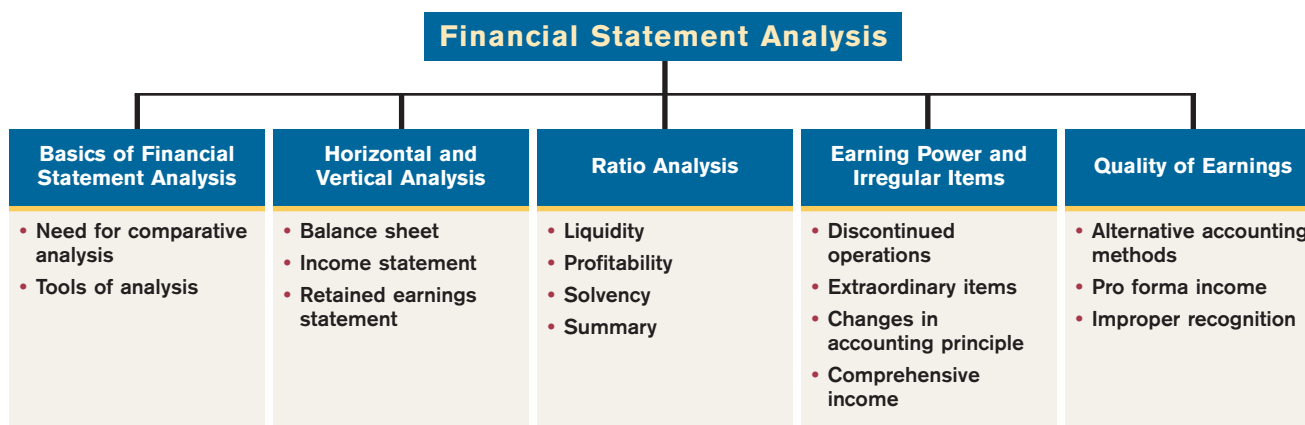 Financial Statement Analysis
Basics of Financial
Statement Analysis
• Need for comparative
analysis
• Tools of analysis
Horizontal and
Vertical Analysis
• Balance sheet
• Income statement
• Retained earnings
statement
Ratio Analysis
• Liquidity
• Profitability
• Solvency
• Summary
Earning Power and
Irregular Items
• Discontinued
operations
• Extraordinary items
• Changes in
accounting principle
• Comprehensive
income
Quality of Earnings
• Alternative accounting
methods
• Pro forma income
• Improper recognition